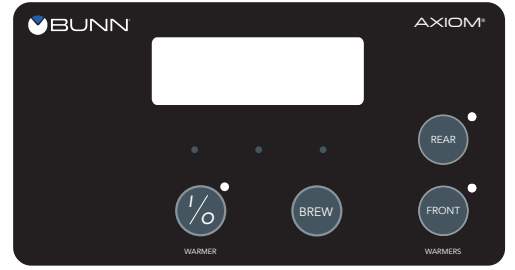 BUNN®
AXIOM®
REAR
I/O
BREW
FRONT
WARMER
WARMERS